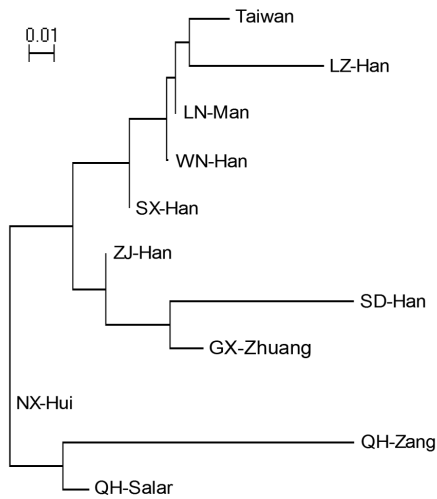 Taiwan
0.01
LZ-Han
LN-Man
WN-Han
SX-Han
ZJ-Han
SD-Han
GX-Zhuang
NX-Hui
QH-Zang
QH-Salar